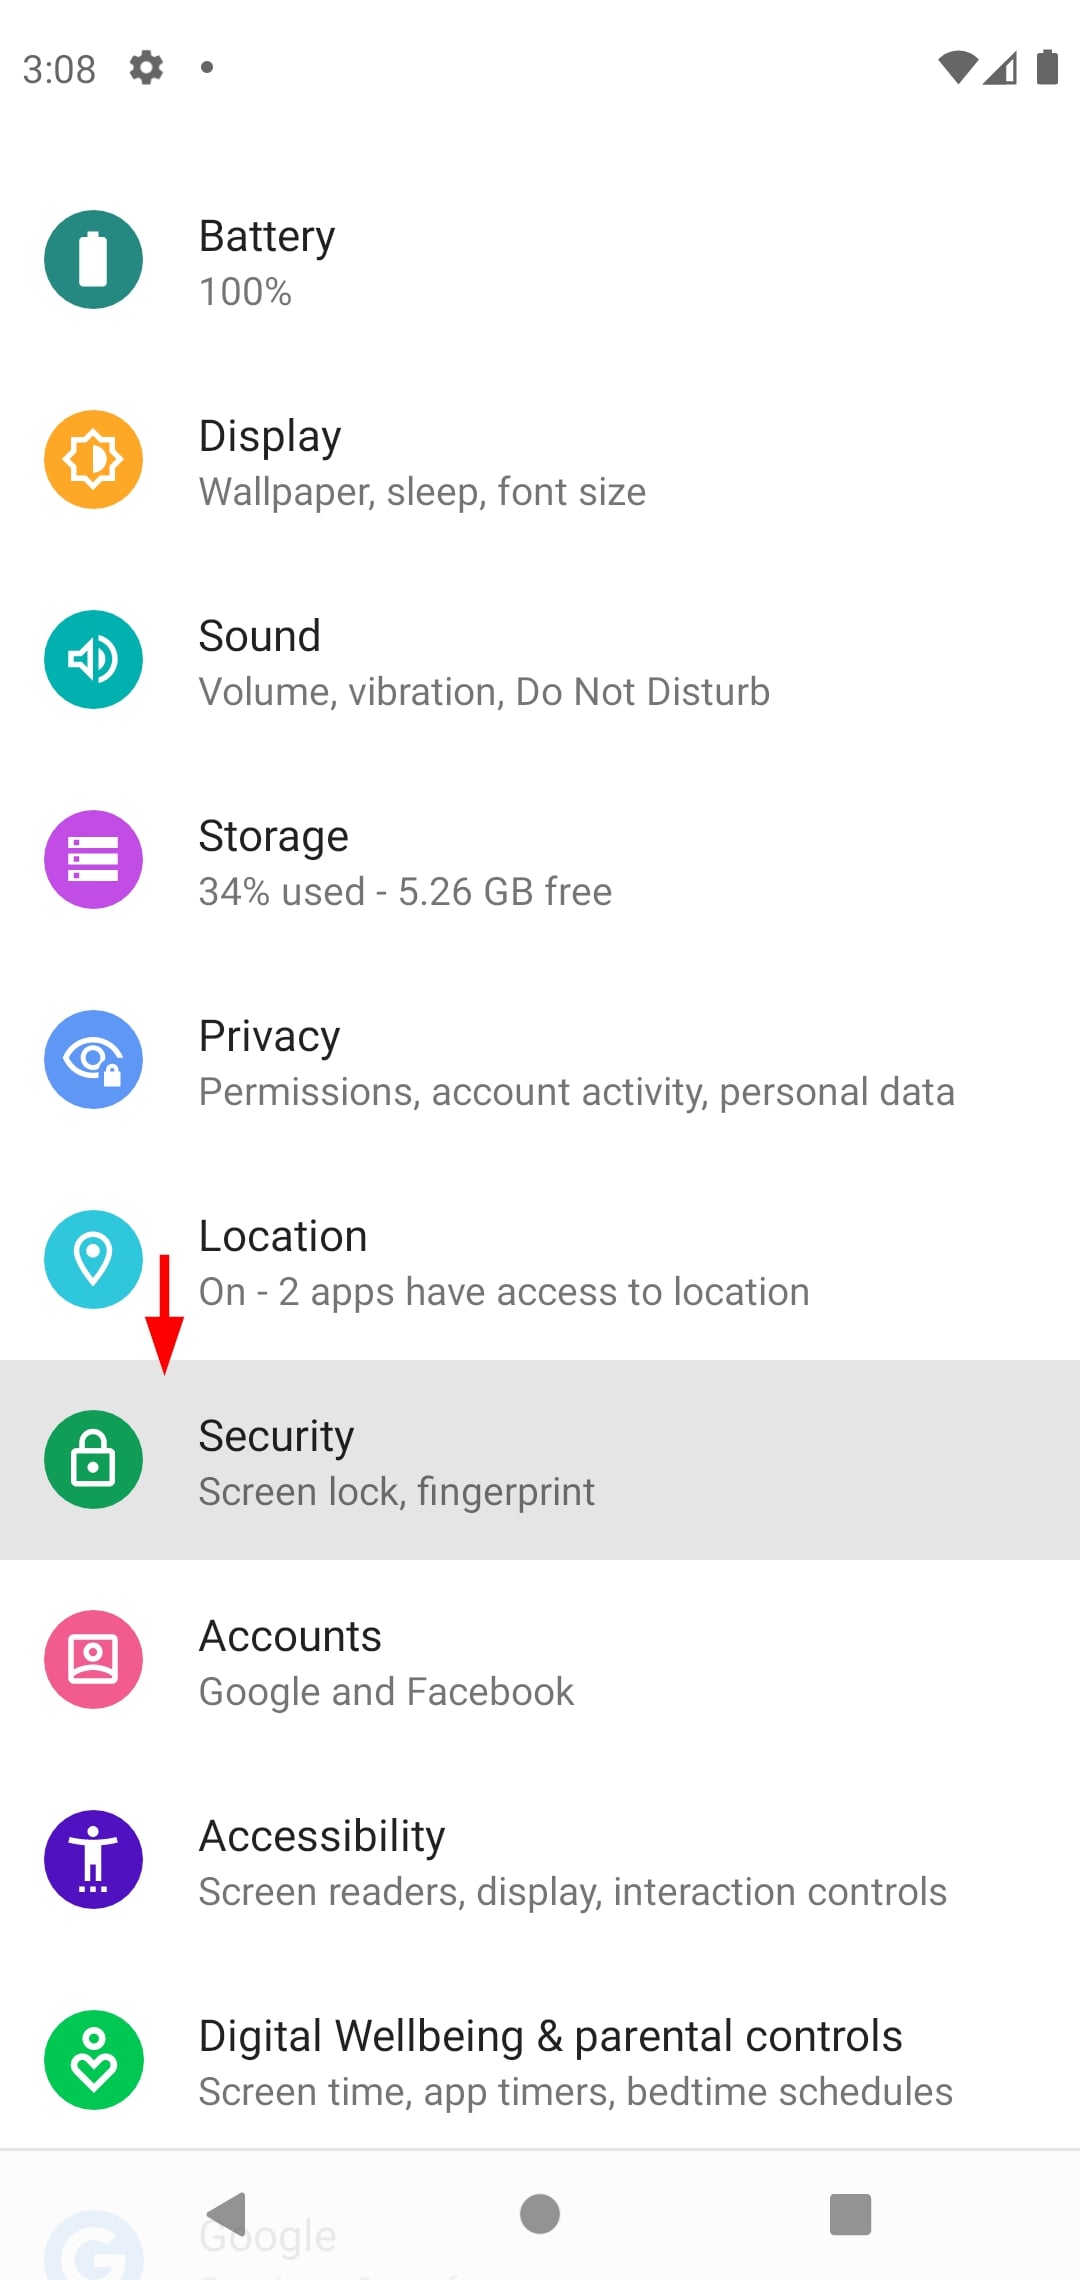 3:08
Battery
100%
Display
Wallpaper, sleep, font size
Sound
Volume, vibration, Do Not Disturb
Storage
34% used - 5.26 GB free
Privacy
Permissions, account activity, personal data
Location
On - 2 apps have access to location
Security
Screen lock, fingerprint
Accounts
Google and Facebook
Accessibility
Screen readers, display, interaction controls
Digital Wellbeing & parental controls
Screen time, app timers, bedtime schedules
Google